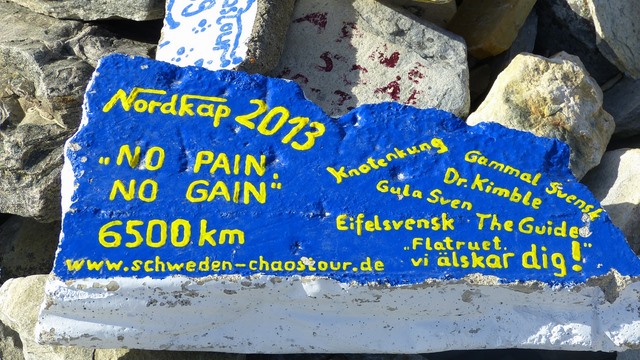 Nordkap 2013
„NO PAIN,
NO GAIN“
6500 km
www.schweden-chaostour.de
Knotenkung
Gammal Svensk
Dr. Kimble
Gula Sven
Eifelsvensk The Guide
„Flatruet“
vi älskar dig!
2013